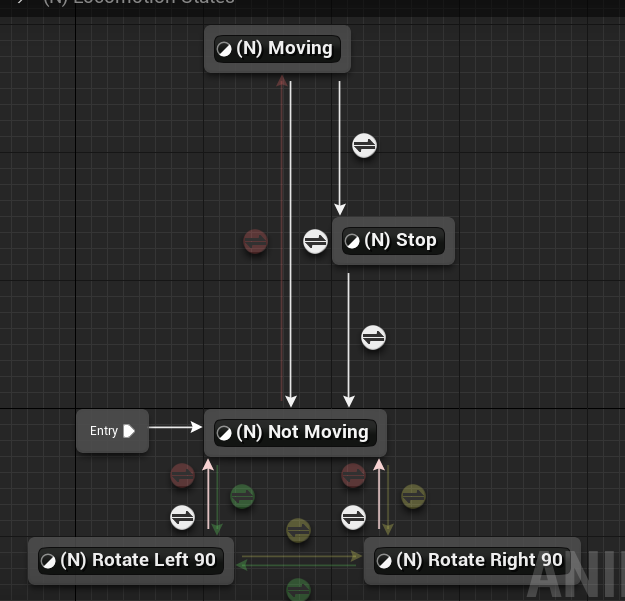 (N) Locomotion States
(N) Moving
(N) Stop
Entry
(N) Not Moving
(N) Rotate Left 90
(N) Rotate Right 90
ANI